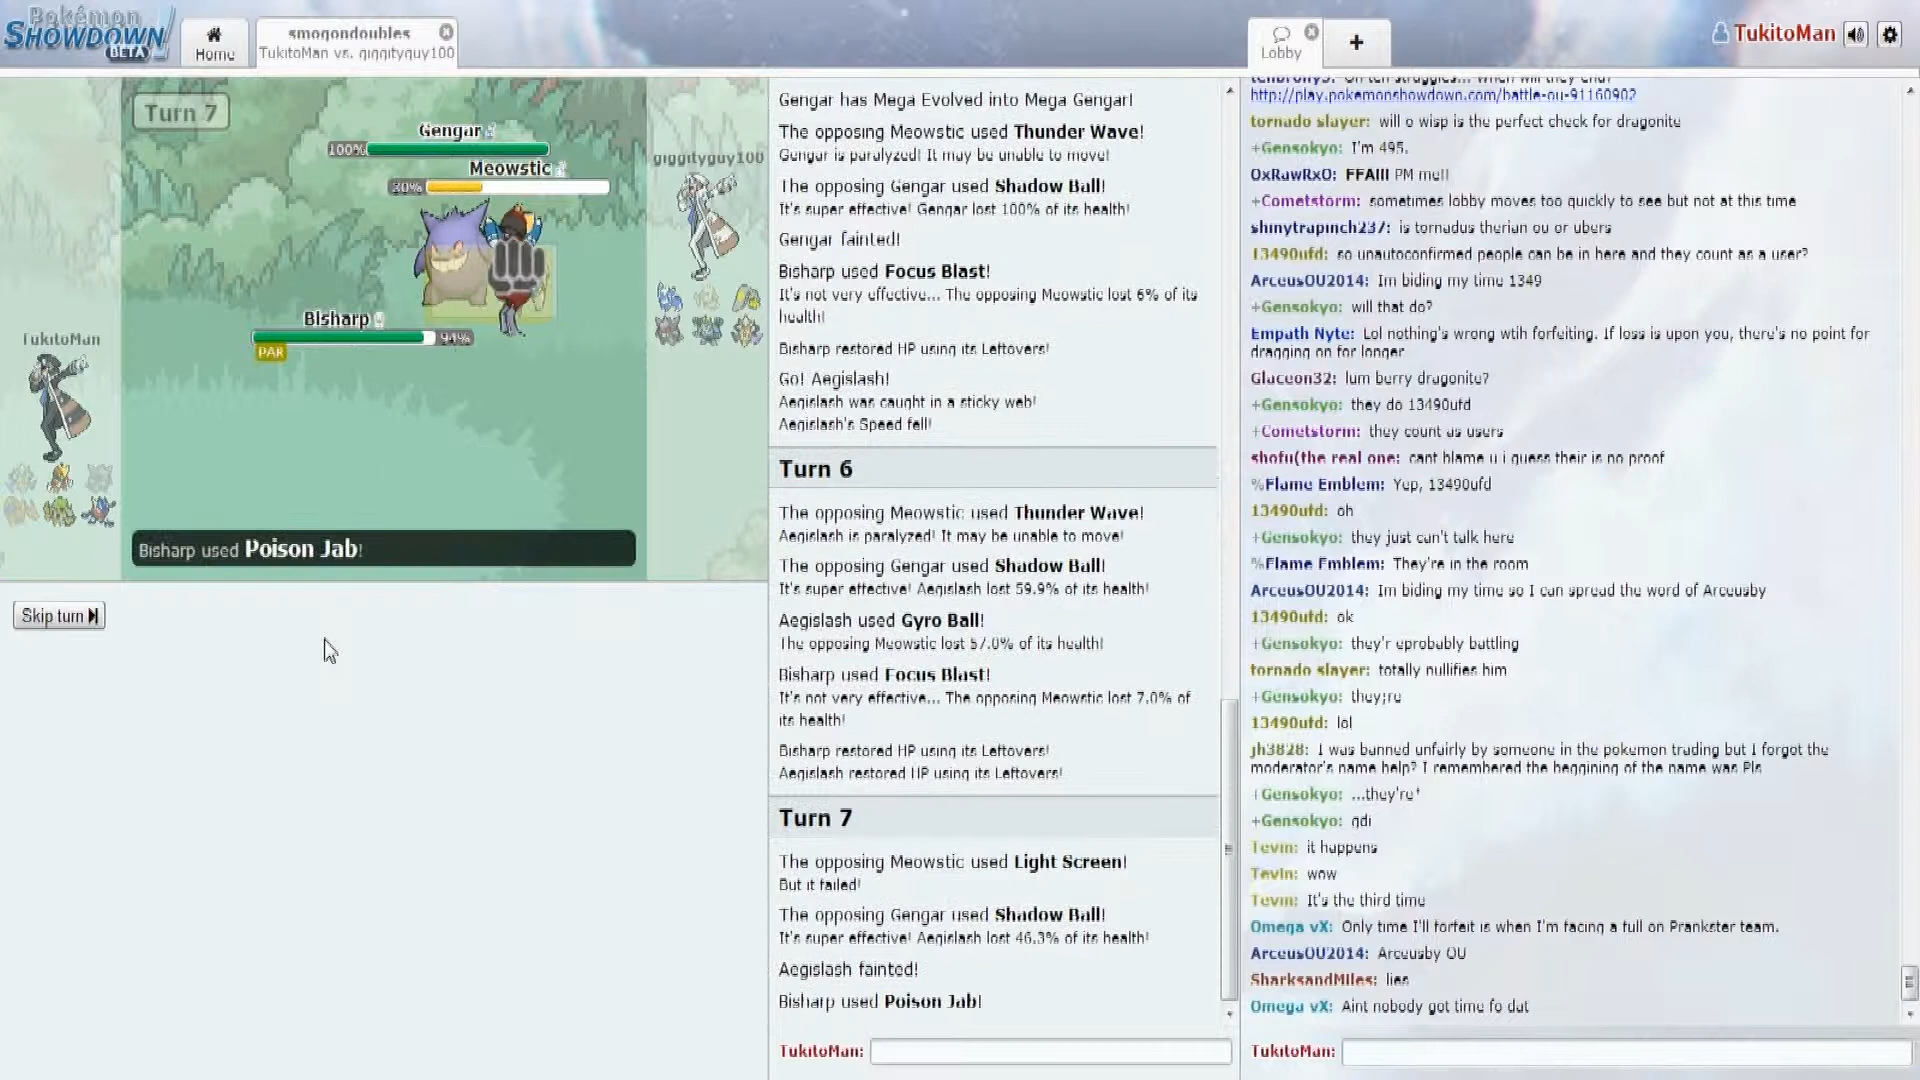 Pokémon
SHOWDOWN
BETA
Home
smogondoubles
TukitoMan vs. giggityguy100
Lobby
+
TukitoMan
Turn 7
Gengar
100%
Meowstic
30%
giggityguy100
Bisharp
94%
PAR
TukitoMan
Bisharp used Poison Jab!
Skip turn
Gengar has Mega Evolved into Mega Gengar!
The opposing Meowstic used Thunder Wave!
Gengar is paralyzed! It may be unable to move!
The opposing Gengar used Shadow Ball!
It's super effective! Gengar lost 100% of its health!
Gengar fainted!
Bisharp used Focus Blast!
It's not very effective... The opposing Meowstic lost 6% of its
health!
Bisharp restored HP using its Leftovers!
Go! Aegislash!
Aegislash was caught in a sticky web!
Aegislash's Speed fell!
Turn 6
The opposing Meowstic used Thunder Wave!
Aegislash is paralyzed! It may be unable to move!
The opposing Gengar used Shadow Ball!
It's super effective! Aegislash lost 59.9% of its health!
Aegislash used Gyro Ball!
The opposing Meowstic lost 57.0% of its health!
Bisharp used Focus Blast!
It's not very effective... The opposing Meowstic lost 7.0% of
its health!
Bisharp restored HP using its Leftovers!
Aegislash restored HP using its Leftovers!
Turn 7
The opposing Meowstic used Light Screen!
But it failed!
The opposing Gengar used Shadow Ball!
It's super effective! Aegislash lost 46.3% of its health!
Aegislash fainted!
Bisharp used Poison Jab!
TukitoMan:
http://play.pokemonshowdown.com/battle-ou-91160902
tornado slayer: will o wisp is the perfect check for dragonite
+Gensokyo: I'm 495.
OxRawRxO: FFAIII PM me!!
+Cometstorm: sometimes lobby moves too quickly to see but not at this time
shinytrapinch237: is tornadus therian ou or ubers
13490ufd: so unautoconfirmed people can be in here and they count as a user?
ArceusOU2014: Im biding my time 1349
+Gensokyo: will that do?
Empath Nyte: Lol nothing's wrong wtih forfeiting. If loss is upon you, there's no point for
dragging on for longer
Glaceon32: lum berry dragonite?
+Gensokyo: they do 13490ufd
+Cometstorm: they count as users
shofu(the real one: cant blame u i guess their is no proof
%Flame Emblem: Yep, 13490ufd
13490ufd: oh
+Gensokyo: they just can't talk here
%Flame Emblem: They're in the room
ArceusOU2014: Im biding my time so I can spread the word of Arceusby
13490ufd: ok
+Gensokyo: they'r eprobably battling
tornado slayer: totally nullifies him
+Gensokyo: they;re
13490ufd: lol
jh3828: I was banned unfairly by someone in the pokemon trading but I forgot the
moderator's name help? I remembered the beggining of the name was Pls
+Gensokyo: ...they're*
+Gensokyo: gdi
Tevin: it happens
Tevin: wow
Tevin: It's the third time
Omega vX: Only time I'll forfeit is when I'm facing a full on Prankster team.
ArceusOU2014: Arceusby OU
SharksandMiles: lies
Omega vX: Aint nobody got time fo dat
TukitoMan: